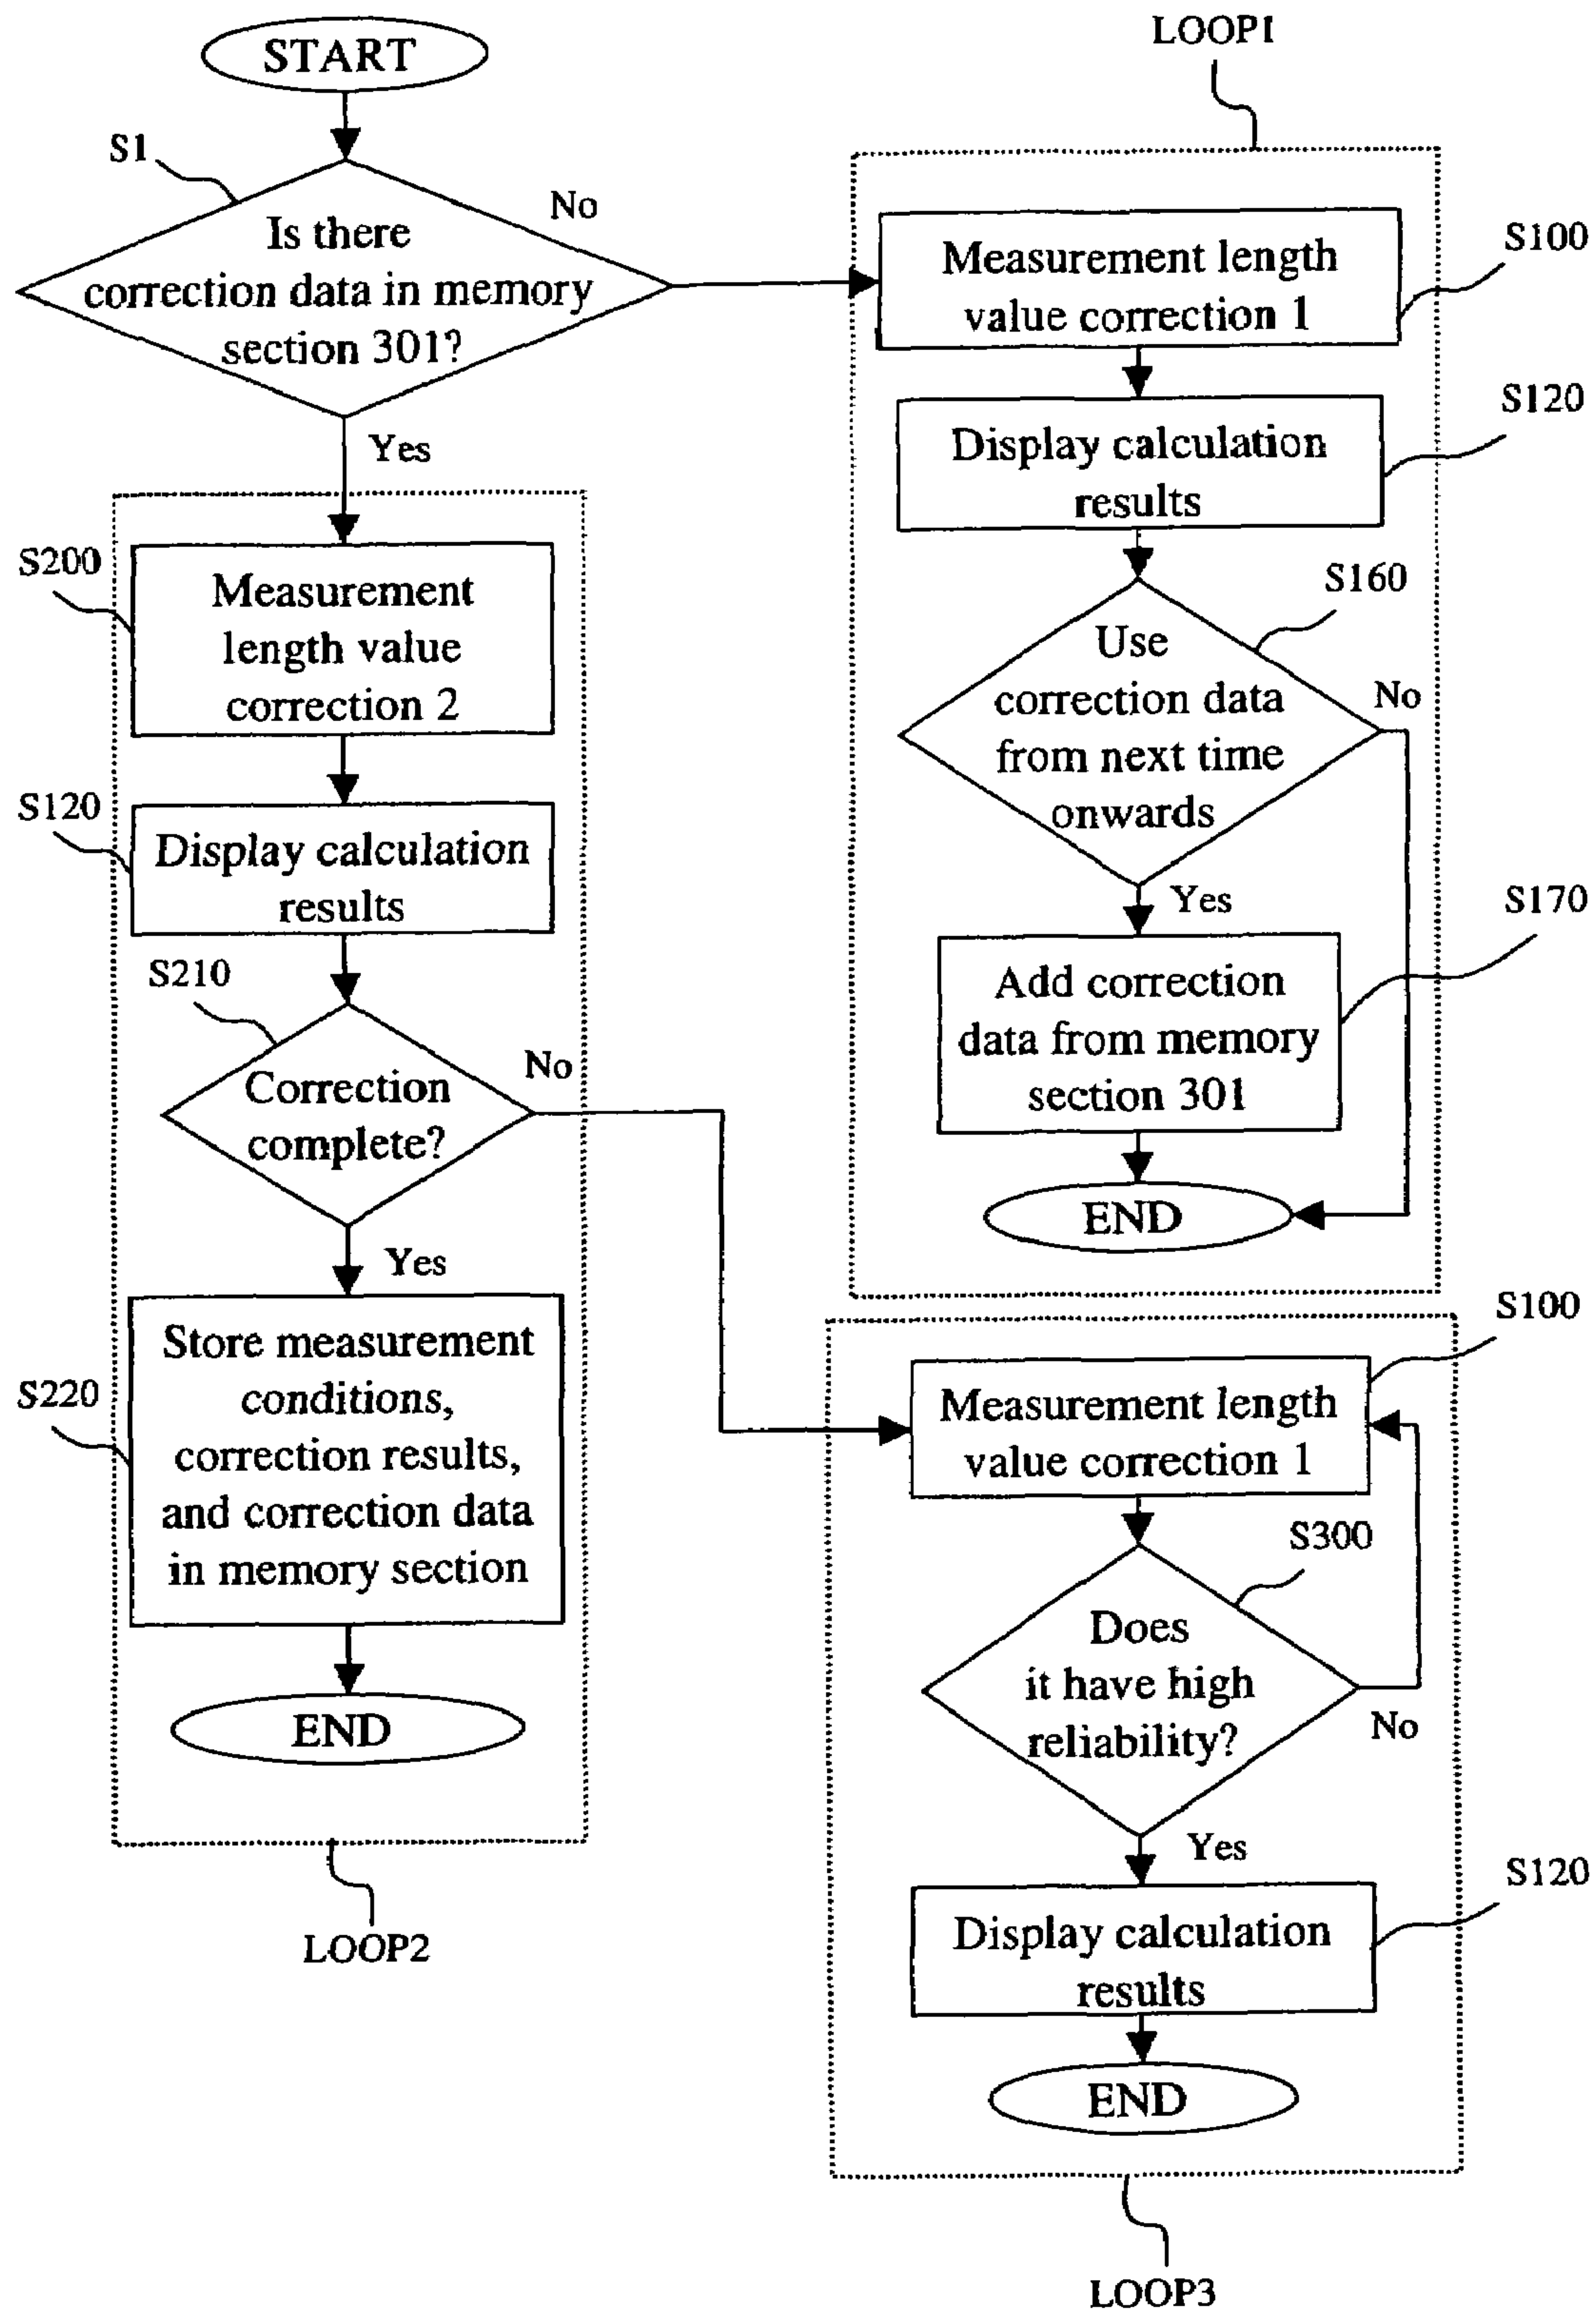 START
S1
Is there
correction data in memory
section 301?
No
Yes
LOOP1
Measurement length
value correction 1
S100
Display calculation
results
S120
Use
correction data
from next time
onwards
S160
No
Yes
Add correction
data from memory
section 301
S170
END
S200
Measurement
length value
correction 2
S120
Display calculation
results
S210
Correction
complete?
No
Yes
S220
Store measurement
conditions,
correction results,
and correction data
in memory section
END
LOOP2
S100
Measurement length
value correction 1
S300
Does
it have high
reliability?
No
Yes
S120
Display calculation
results
END
LOOP3